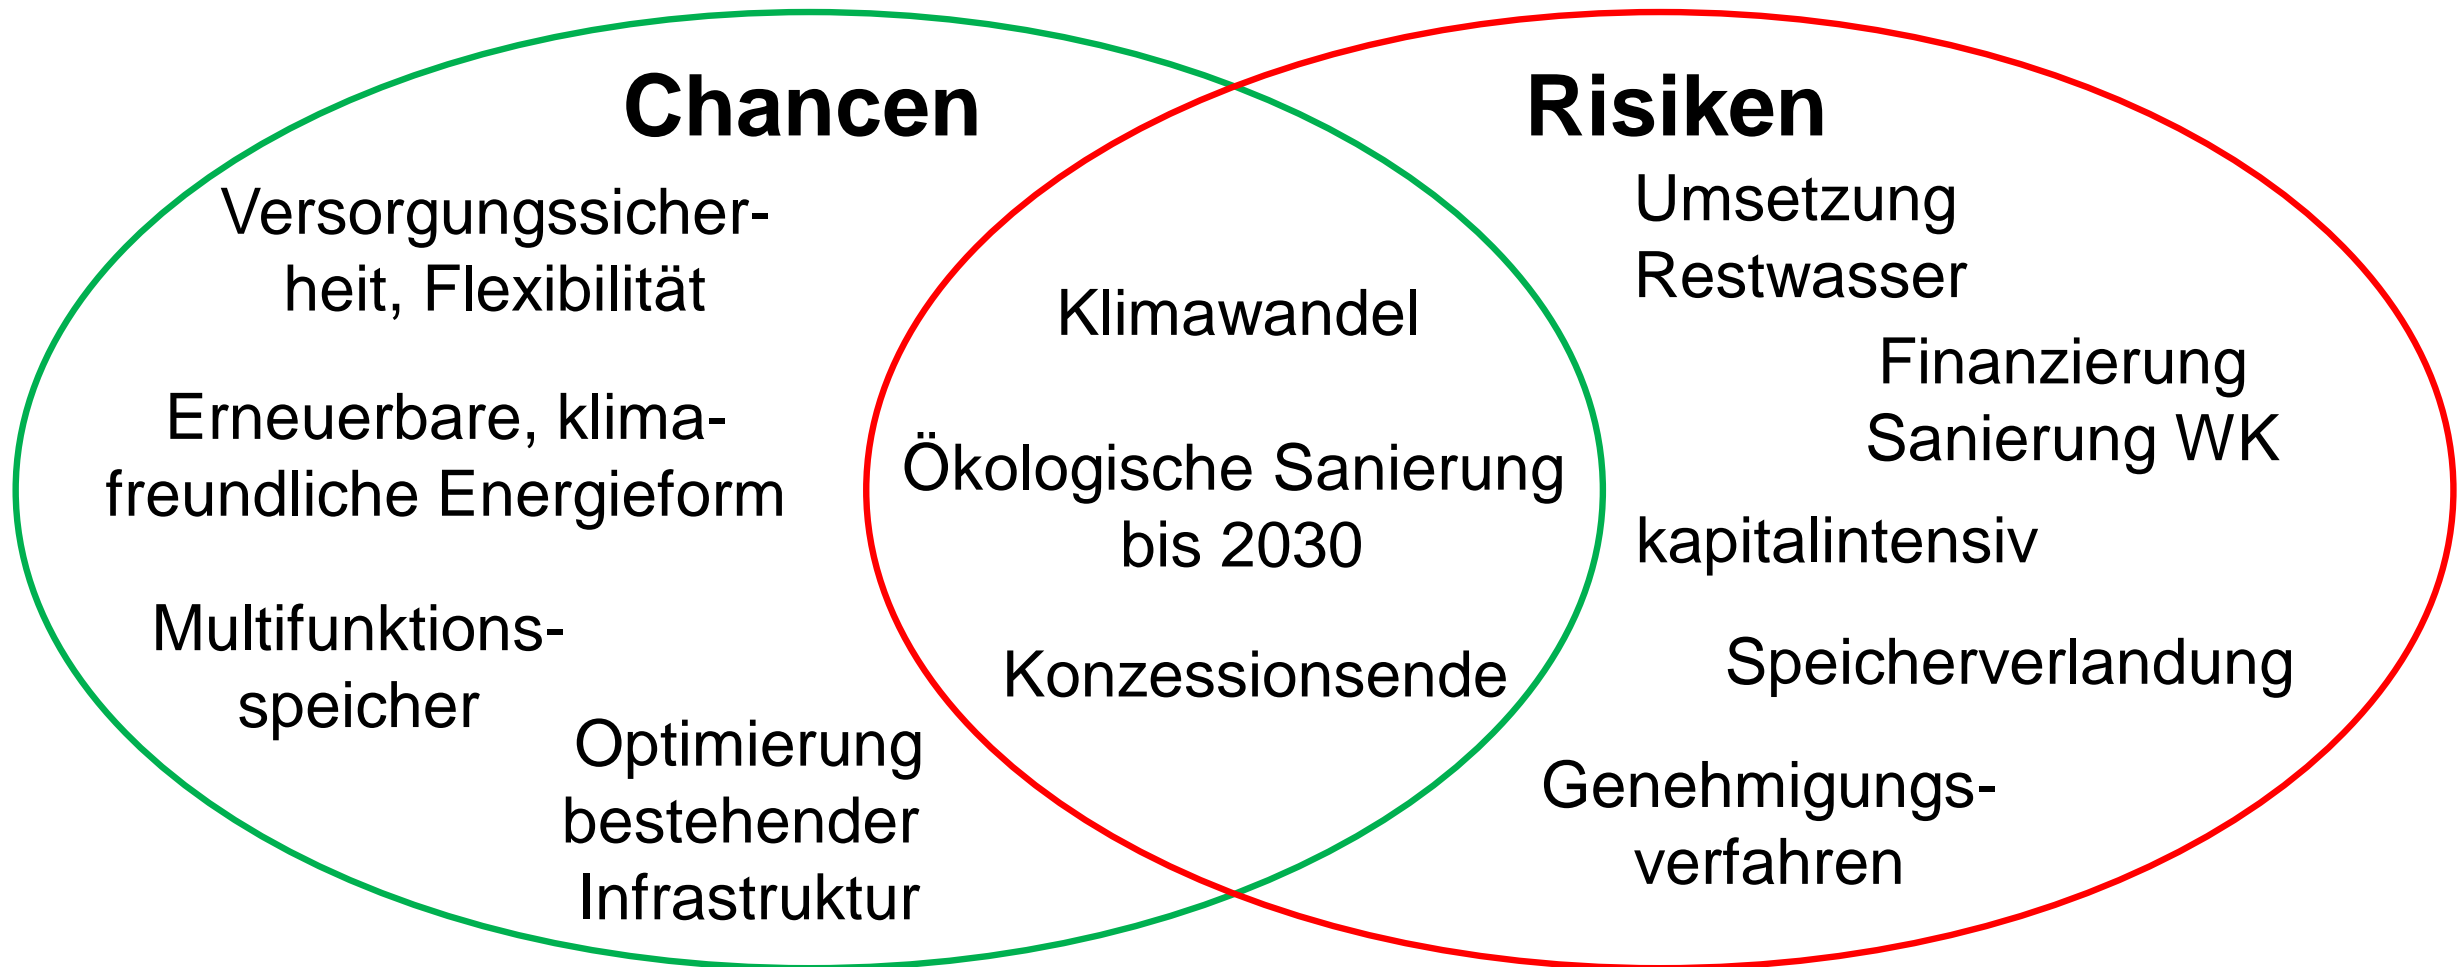 Chancen
Versorgungssicher-
heit, Flexibilität
Erneuerbare, klima-
freundliche Energieform
Multifunktions-
speicher
Optimierung
bestehender
Infrastruktur
Klimawandel
Ökologische Sanierung
bis 2030
Konzessionsende
Risiken
Umsetzung
Restwasser
Finanzierung
Sanierung WK
kapitalintensiv
Speicherverlandung
Genehmigungs-
verfahren